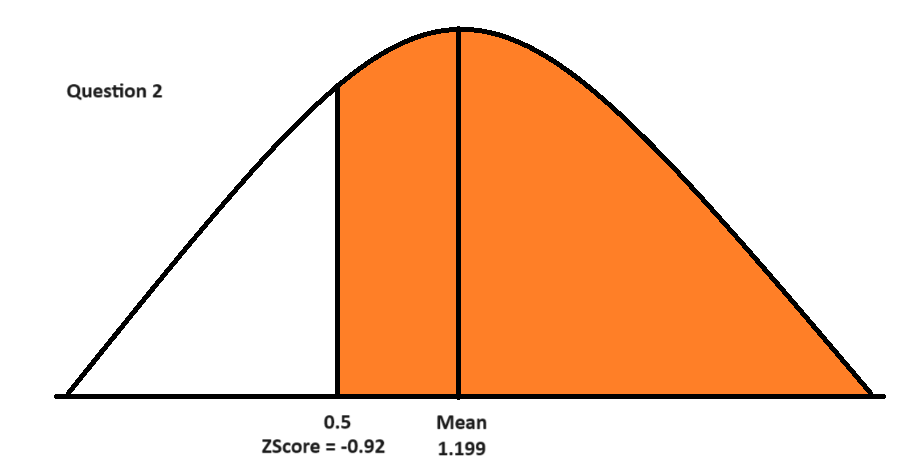 Question 2
0.5
ZScore = -0.92
Mean
1.199